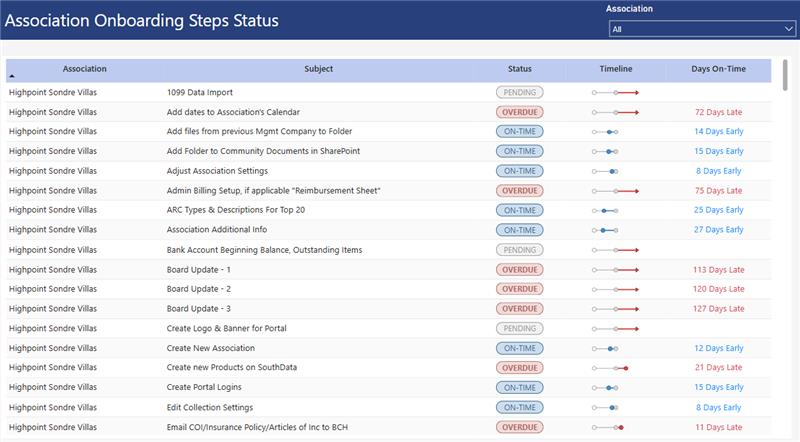 Association
Association Onboarding Steps Status
All
Association Subject Status Timeline Days On-Time
Highpoint Sondre Villas 1099 Data Import PENDING
Highpoint Sondre Villas Add dates to Association's Calendar OVERDUE 72 Days Late
Highpoint Sondre Villas Add files from previous Mgmt Company to Folder ON-TIME 14 Days Early
Highpoint Sondre Villas Add Folder to Community Documents in SharePoint ON-TIME 15 Days Early
Highpoint Sondre Villas Adjust Association Settings ON-TIME 8 Days Early
Highpoint Sondre Villas Admin Billing Setup, if applicable "Reimbursement Sheet" OVERDUE 75 Days Late
Highpoint Sondre Villas ARC Types & Descriptions For Top 20 ON-TIME 25 Days Early
Highpoint Sondre Villas Association Additional Info ON-TIME 27 Days Early
Highpoint Sondre Villas Bank Account Beginning Balance, Outstanding Items PENDING
Highpoint Sondre Villas Board Update - 1 OVERDUE 113 Days Late
Highpoint Sondre Villas Board Update - 2 OVERDUE 120 Days Late
Highpoint Sondre Villas Board Update - 3 OVERDUE 127 Days Late
Highpoint Sondre Villas Create Logo & Banner for Portal PENDING
Highpoint Sondre Villas Create New Association ON-TIME 12 Days Early
Highpoint Sondre Villas Create new Products on SouthData OVERDUE 21 Days Late
Highpoint Sondre Villas Create Portal Logins ON-TIME 15 Days Early
Highpoint Sondre Villas Edit Collection Settings ON-TIME 8 Days Early
Highpoint Sondre Villas Email COI/Insurance Policy/Articles of Inc to BCH OVERDUE 11 Days Late